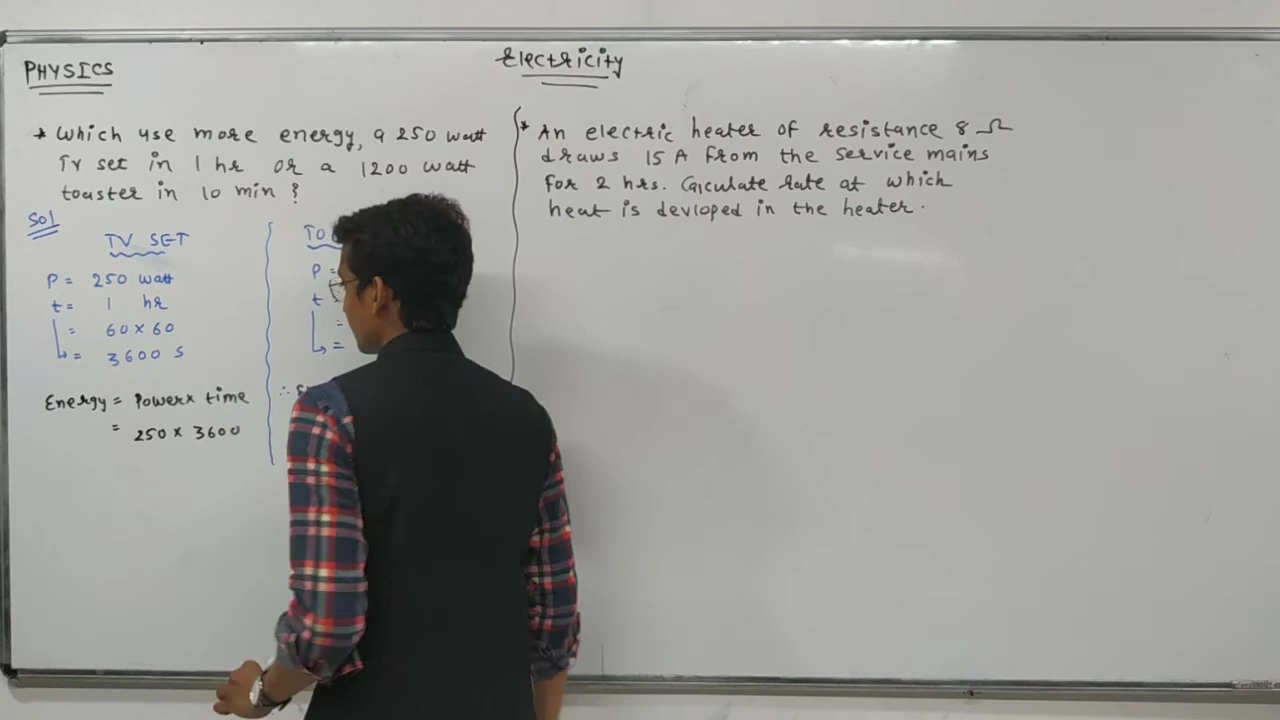 PHYSICS
Electricity
* Which use more energy, a 250 watt
TV set in 1 hr or a 1200 watt
toaster in 10 min ?
Sol
TV SET
P = 250 watt
t = 1 hr
= 60 × 60
= 3600 s
Energy = Power × time
= 250 × 3600
P =
t
=
=
∴
* An electric heater of resistance 8 Ω
draws 15 A from the service mains
for 2 hrs. Calculate rate at which
heat is devloped in the heater.